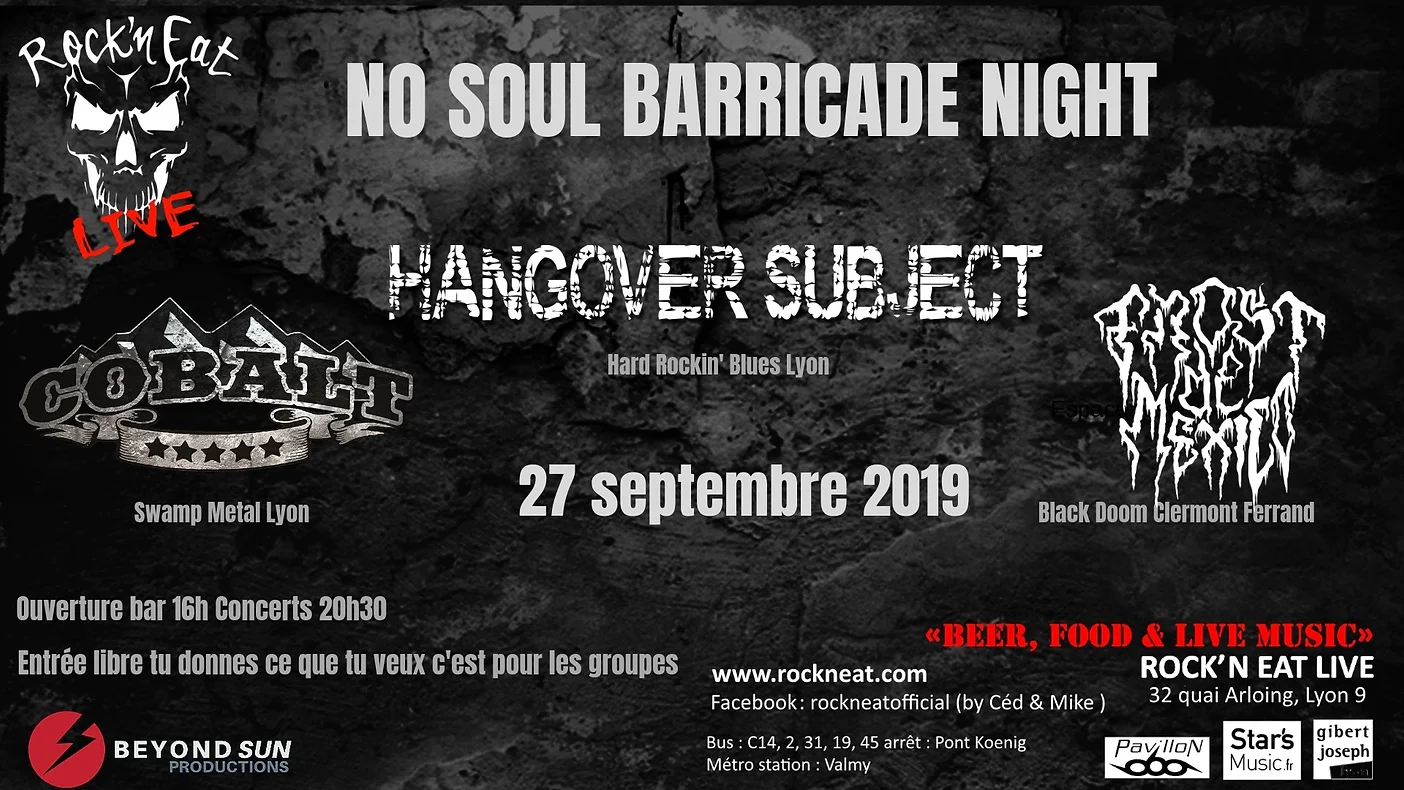 Rock'n Eat
LIVE
NO SOUL BARRICADE NIGHT
HANGOVER SUBJECT
Hard Rockin' Blues Lyon
COBALT
Swamp Metal Lyon
FROST
DEL
MEXICO
Espac
Black Doom Clermont Ferrand
27 septembre 2019
Ouverture bar 16h Concerts 20h30
Entrée libre tu donnes ce que tu veux c'est pour les groupes
«BEER, FOOD & LIVE MUSIC»
ROCK'N EAT LIVE
32 quai Arloing, Lyon 9
www.rockneat.com
Facebook : rockneatofficial (by Céd & Mike )
Bus : C14, 2, 31, 19, 45 arrêt : Pont Koenig
Métro station : Valmy
BEYOND SUN
PRODUCTIONS
PavilloN
Star's
Music.fr
gibert
joseph